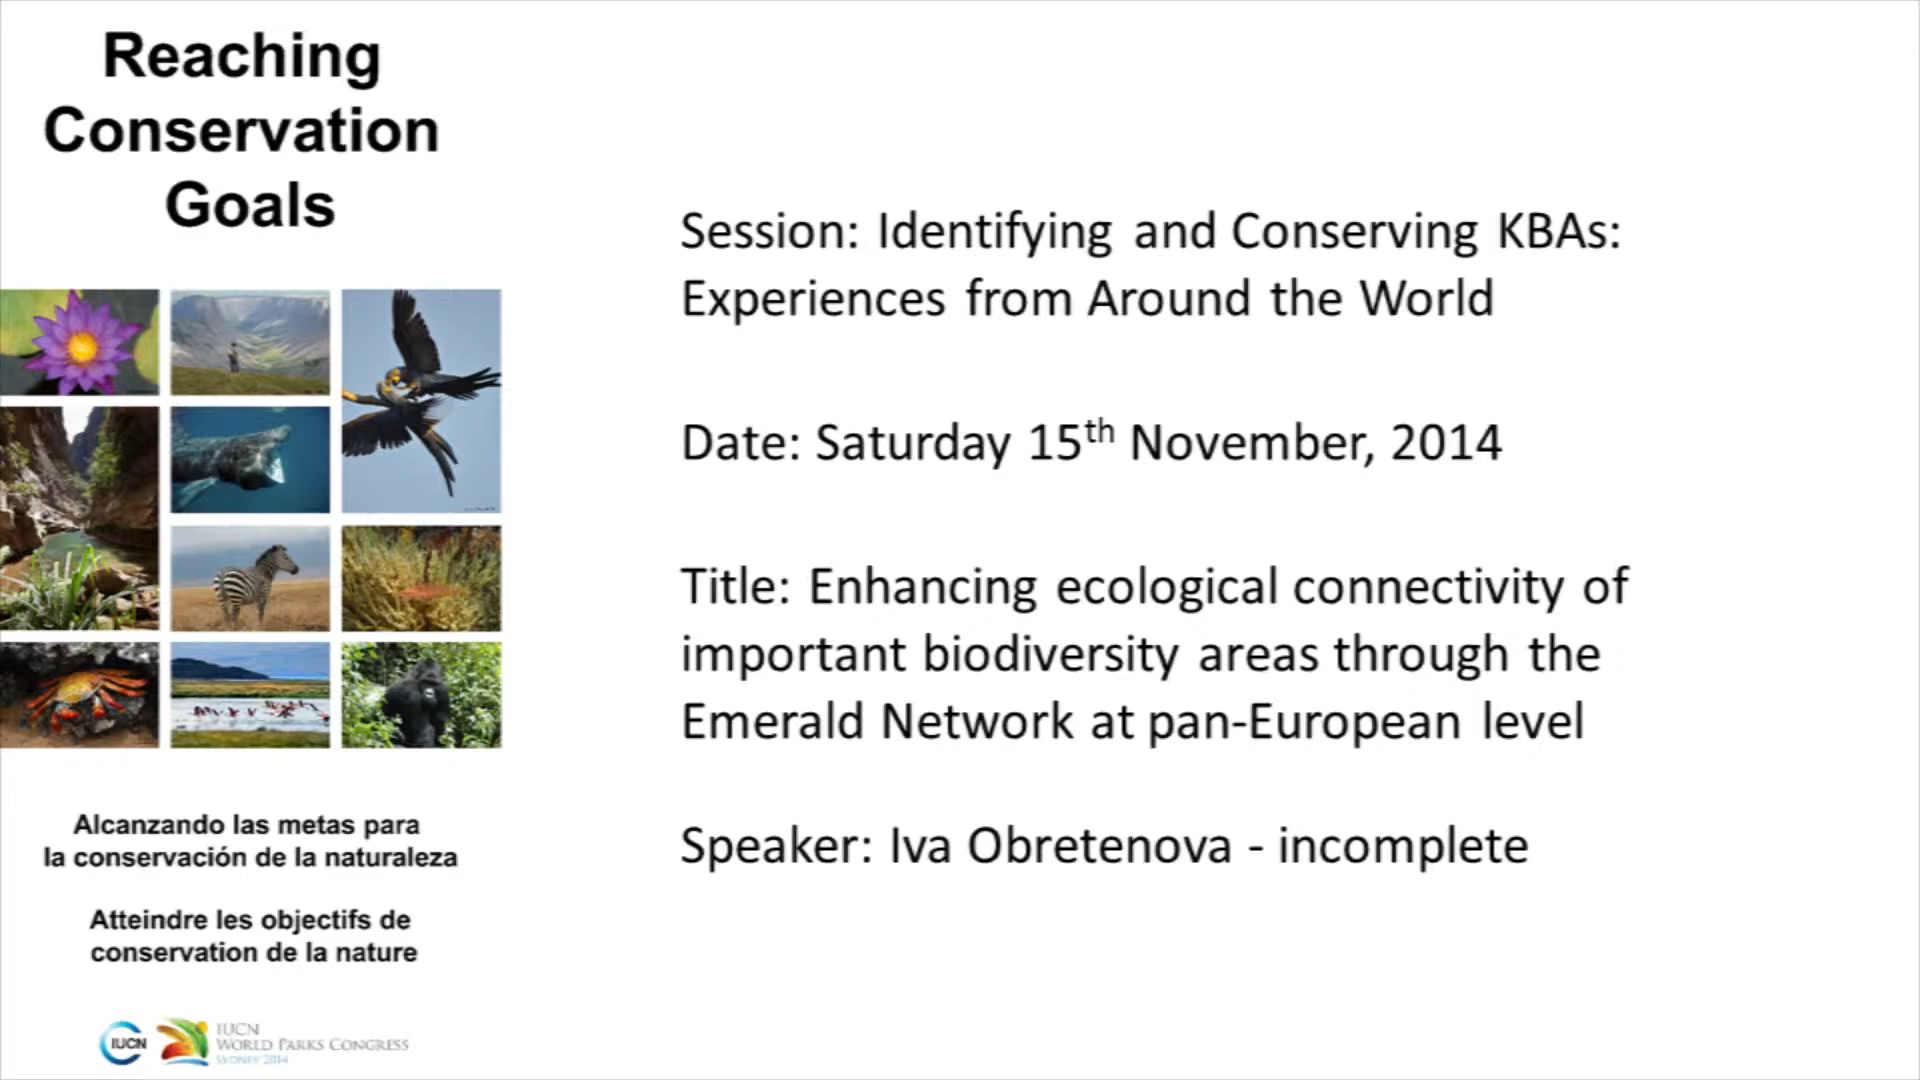 Reaching
Conservation
Goals
Alcanzando las metas para
la conservación de la naturaleza
Atteindre les objectifs de
conservation de la nature
IUCN
IUCN
WORLD PARKS CONGRESS
SYDNEY 2014
Session: Identifying and Conserving KBAs:
Experiences from Around the World
Date: Saturday 15th November, 2014
Title: Enhancing ecological connectivity of
important biodiversity areas through the
Emerald Network at pan-European level
Speaker: Iva Obretenova - incomplete